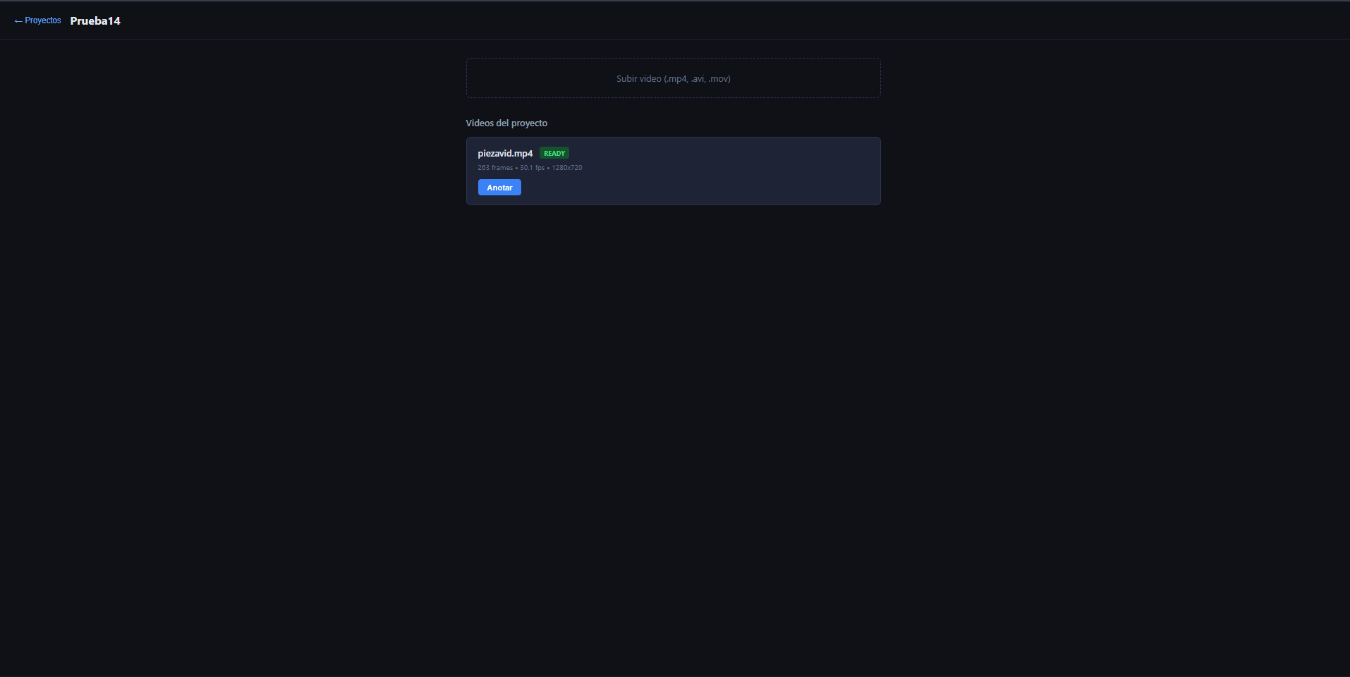 ← Proyectos Prueba14
Subir video (.mp4, .avi, .mov)
Videos del proyecto
piezavid.mp4 READY
263 frames • 30.1 fps • 1280x720
Anotar